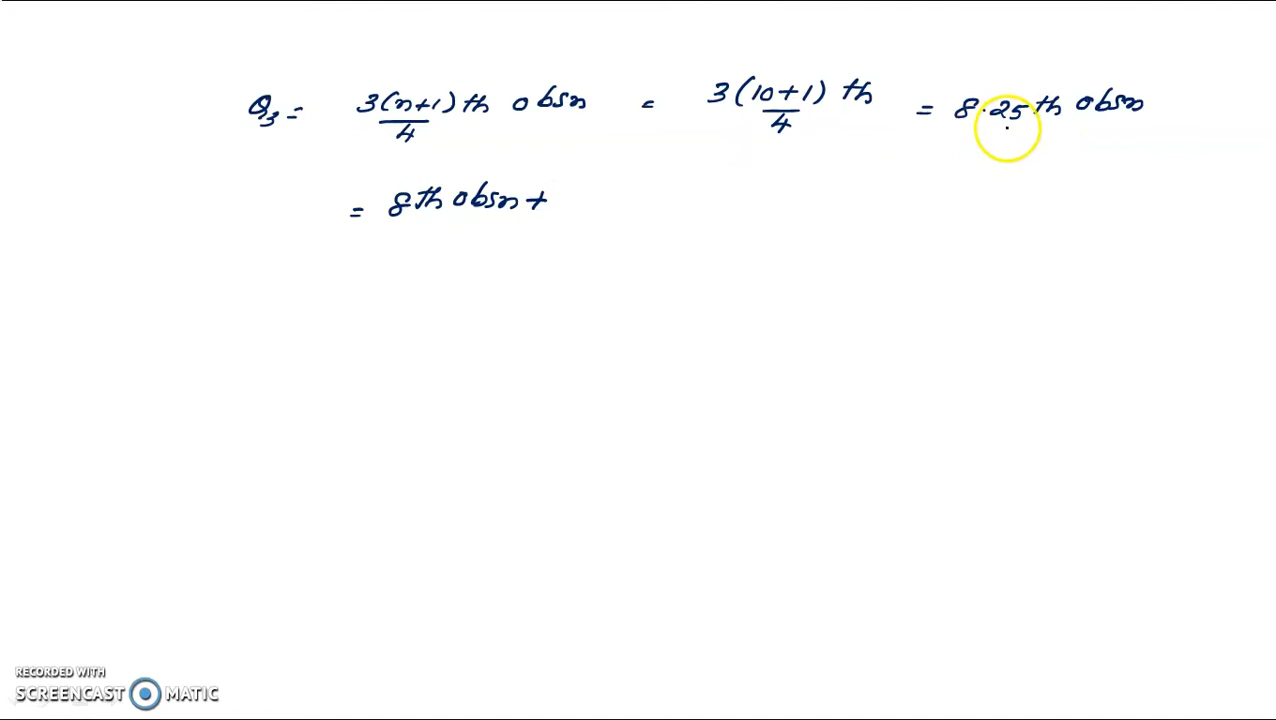 Q3 = 3(n+1)th/4 obsn = 3(10+1)th/4 = 8.25th obsn
= 8th obsn +
RECORDED WITH
SCREENCAST MATIC